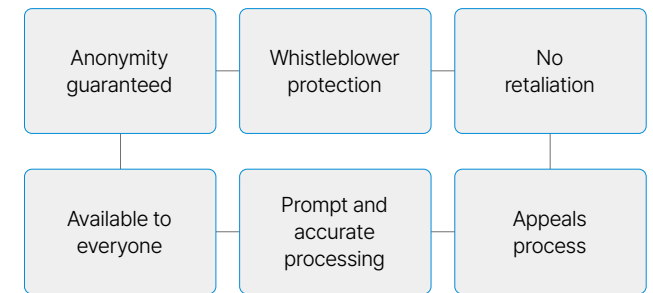 Anonymity
guaranteed
Whistleblower
protection
No
retaliation
Available to
everyone
Prompt and
accurate
processing
Appeals
process